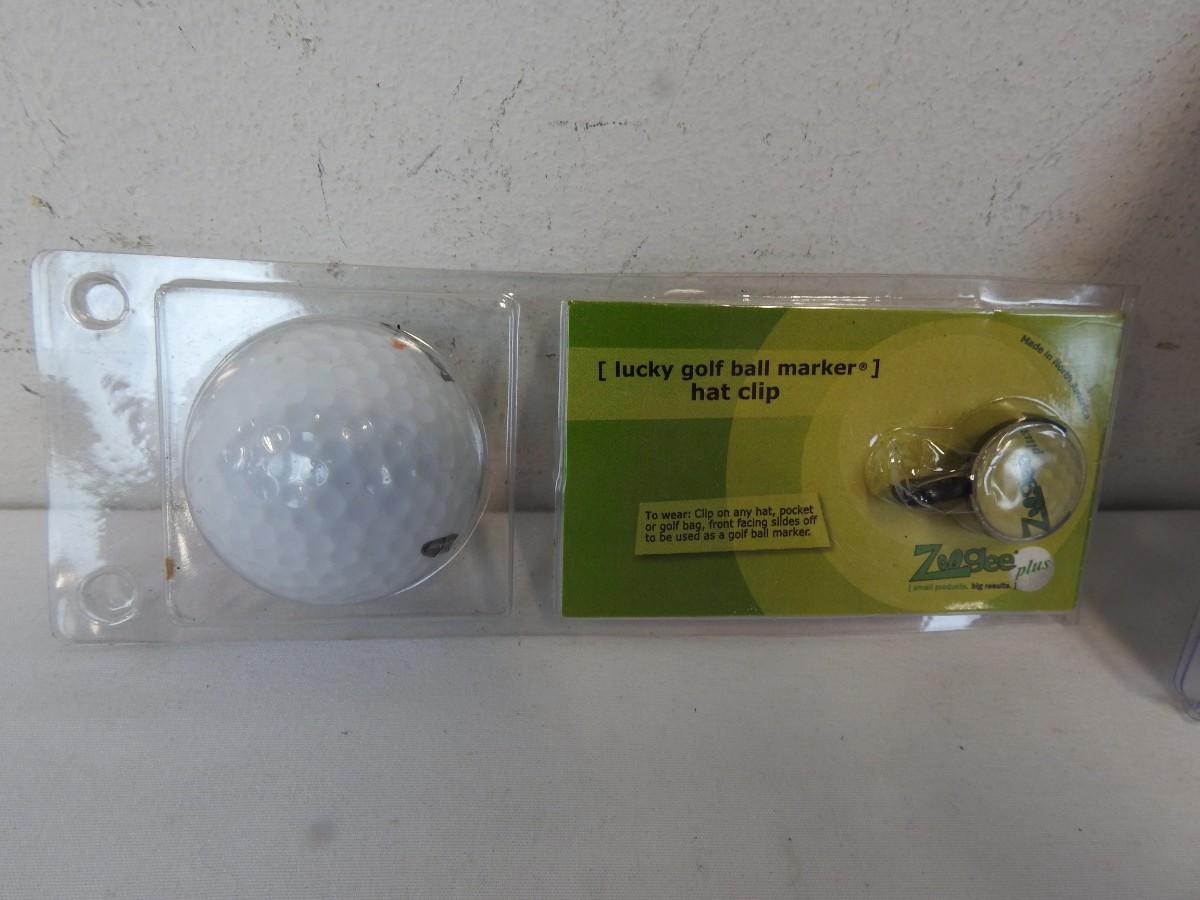 [ lucky golf ball marker® ]
hat clip
Made in North America
To wear: Clip on any hat, pocket
or golf bag, front facing slides off
to be used as a golf ball marker.
Zoogee plus
[ small products. big results. ]